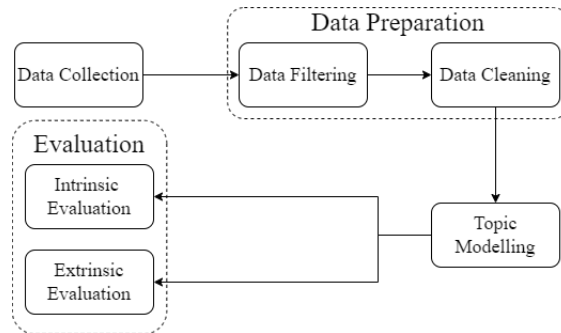 Data Preparation
Data Collection
Data Filtering
Data Cleaning
Evaluation
Intrinsic
Evaluation
Topic
Modelling
Extrinsic
Evaluation